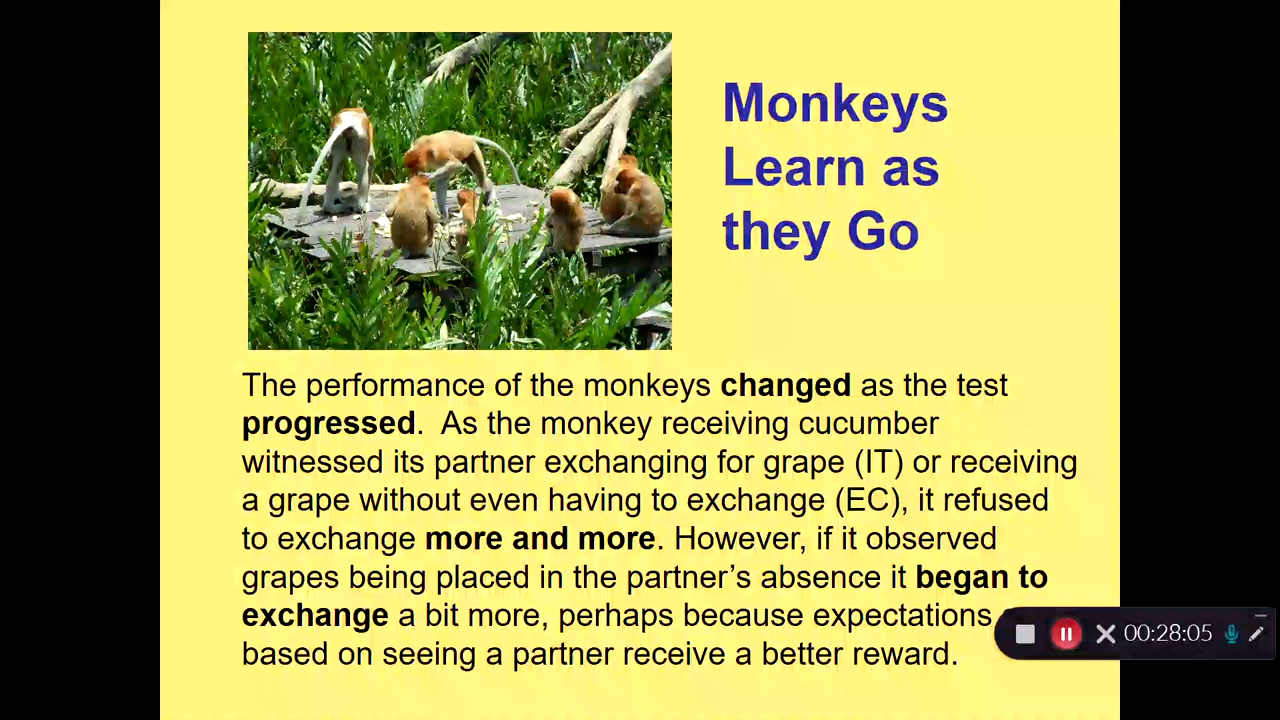 Monkeys
Learn as
they Go
The performance of the monkeys changed as the test
progressed.  As the monkey receiving cucumber
witnessed its partner exchanging for grape (IT) or receiving
a grape without even having to exchange (EC), it refused
to exchange more and more. However, if it observed
grapes being placed in the partner’s absence it began to
exchange a bit more, perhaps because expectations
based on seeing a partner receive a better reward.
00:28:05